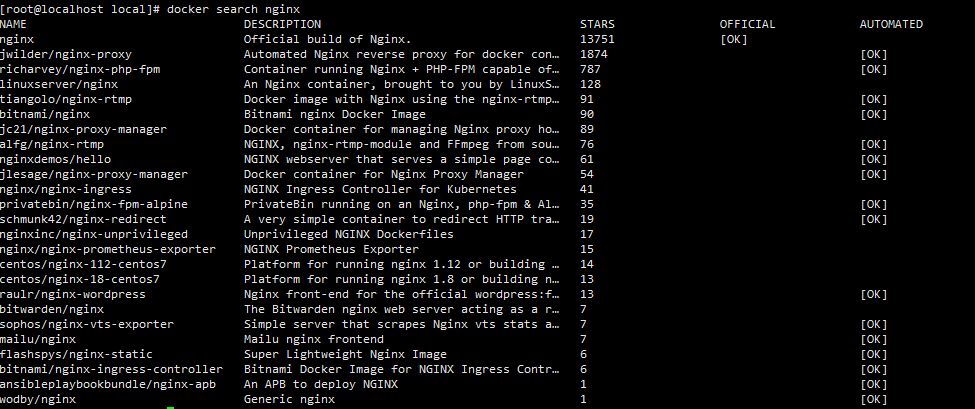 [root@localhost local]# docker search nginx
NAME DESCRIPTION STARS OFFICIAL AUTOMATED
nginx Official build of Nginx. 13751 [OK]
jwilder/nginx-proxy Automated Nginx reverse proxy for docker con… 1874 [OK]
richarvey/nginx-php-fpm Container running Nginx + PHP-FPM capable of… 787 [OK]
linuxserver/nginx An Nginx container, brought to you by LinuxS… 128
tiangolo/nginx-rtmp Docker image with Nginx using the nginx-rtmp… 91 [OK]
bitnami/nginx Bitnami nginx Docker Image 90 [OK]
jc21/nginx-proxy-manager Docker container for managing Nginx proxy ho… 89
alfg/nginx-rtmp NGINX, nginx-rtmp-module and FFmpeg from sou… 76 [OK]
nginxdemos/hello NGINX webserver that serves a simple page co… 61 [OK]
jlesage/nginx-proxy-manager Docker container for Nginx Proxy Manager 54 [OK]
nginx/nginx-ingress NGINX Ingress Controller for Kubernetes 41
privatebin/nginx-fpm-alpine PrivateBin running on an Nginx, php-fpm & Al… 35 [OK]
schmunk42/nginx-redirect A very simple container to redirect HTTP tra… 19 [OK]
nginxinc/nginx-unprivileged Unprivileged NGINX Dockerfiles 17
nginx/nginx-prometheus-exporter NGINX Prometheus Exporter 15
centos/nginx-112-centos7 Platform for running nginx 1.12 or building … 14
centos/nginx-18-centos7 Platform for running nginx 1.8 or building n… 13
raulr/nginx-wordpress Nginx front-end for the official wordpress:f… 13 [OK]
bitwarden/nginx The Bitwarden nginx web server acting as a r… 7
sophos/nginx-vts-exporter Simple server that scrapes Nginx vts stats a… 7 [OK]
mailu/nginx Mailu nginx frontend 7 [OK]
flashspys/nginx-static Super Lightweight Nginx Image 6 [OK]
bitnami/nginx-ingress-controller Bitnami Docker Image for NGINX Ingress Contr… 6 [OK]
ansibleplaybookbundle/nginx-apb An APB to deploy NGINX 1 [OK]
wodby/nginx Generic nginx 1 [OK]